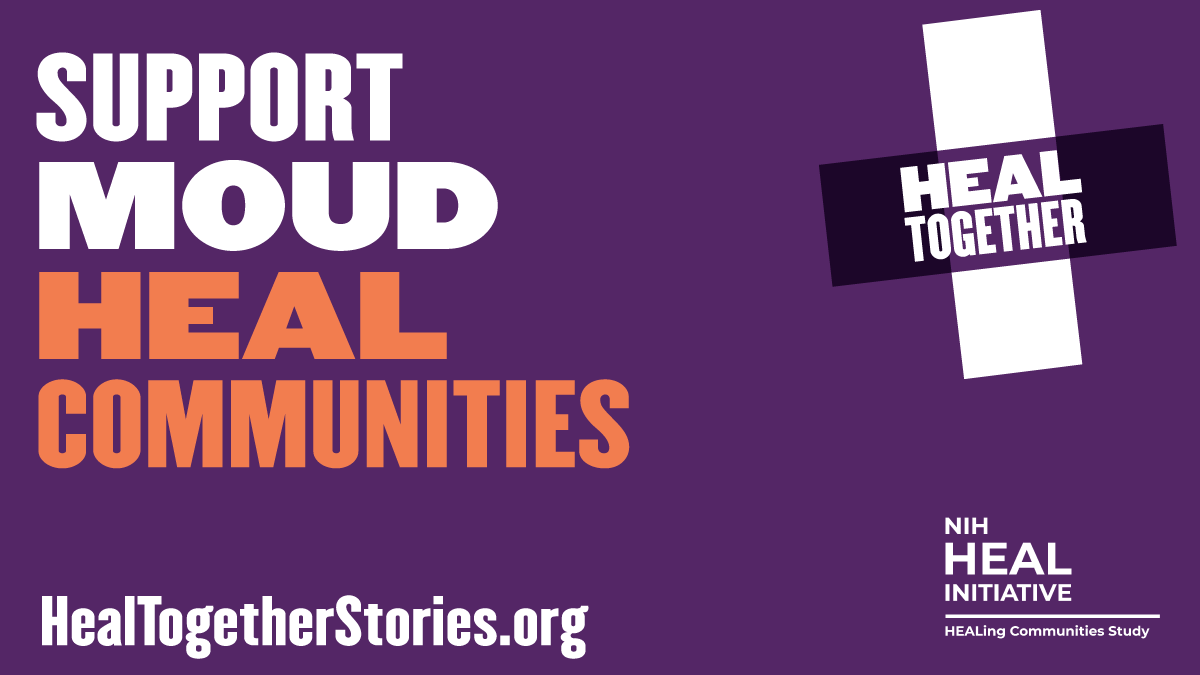 SUPPORT
MOUD
HEAL
COMMUNITIES
HEAL
TOGETHER
HealTogetherStories.org
NIH
HEAL
INITIATIVE
HEALing Communities Study